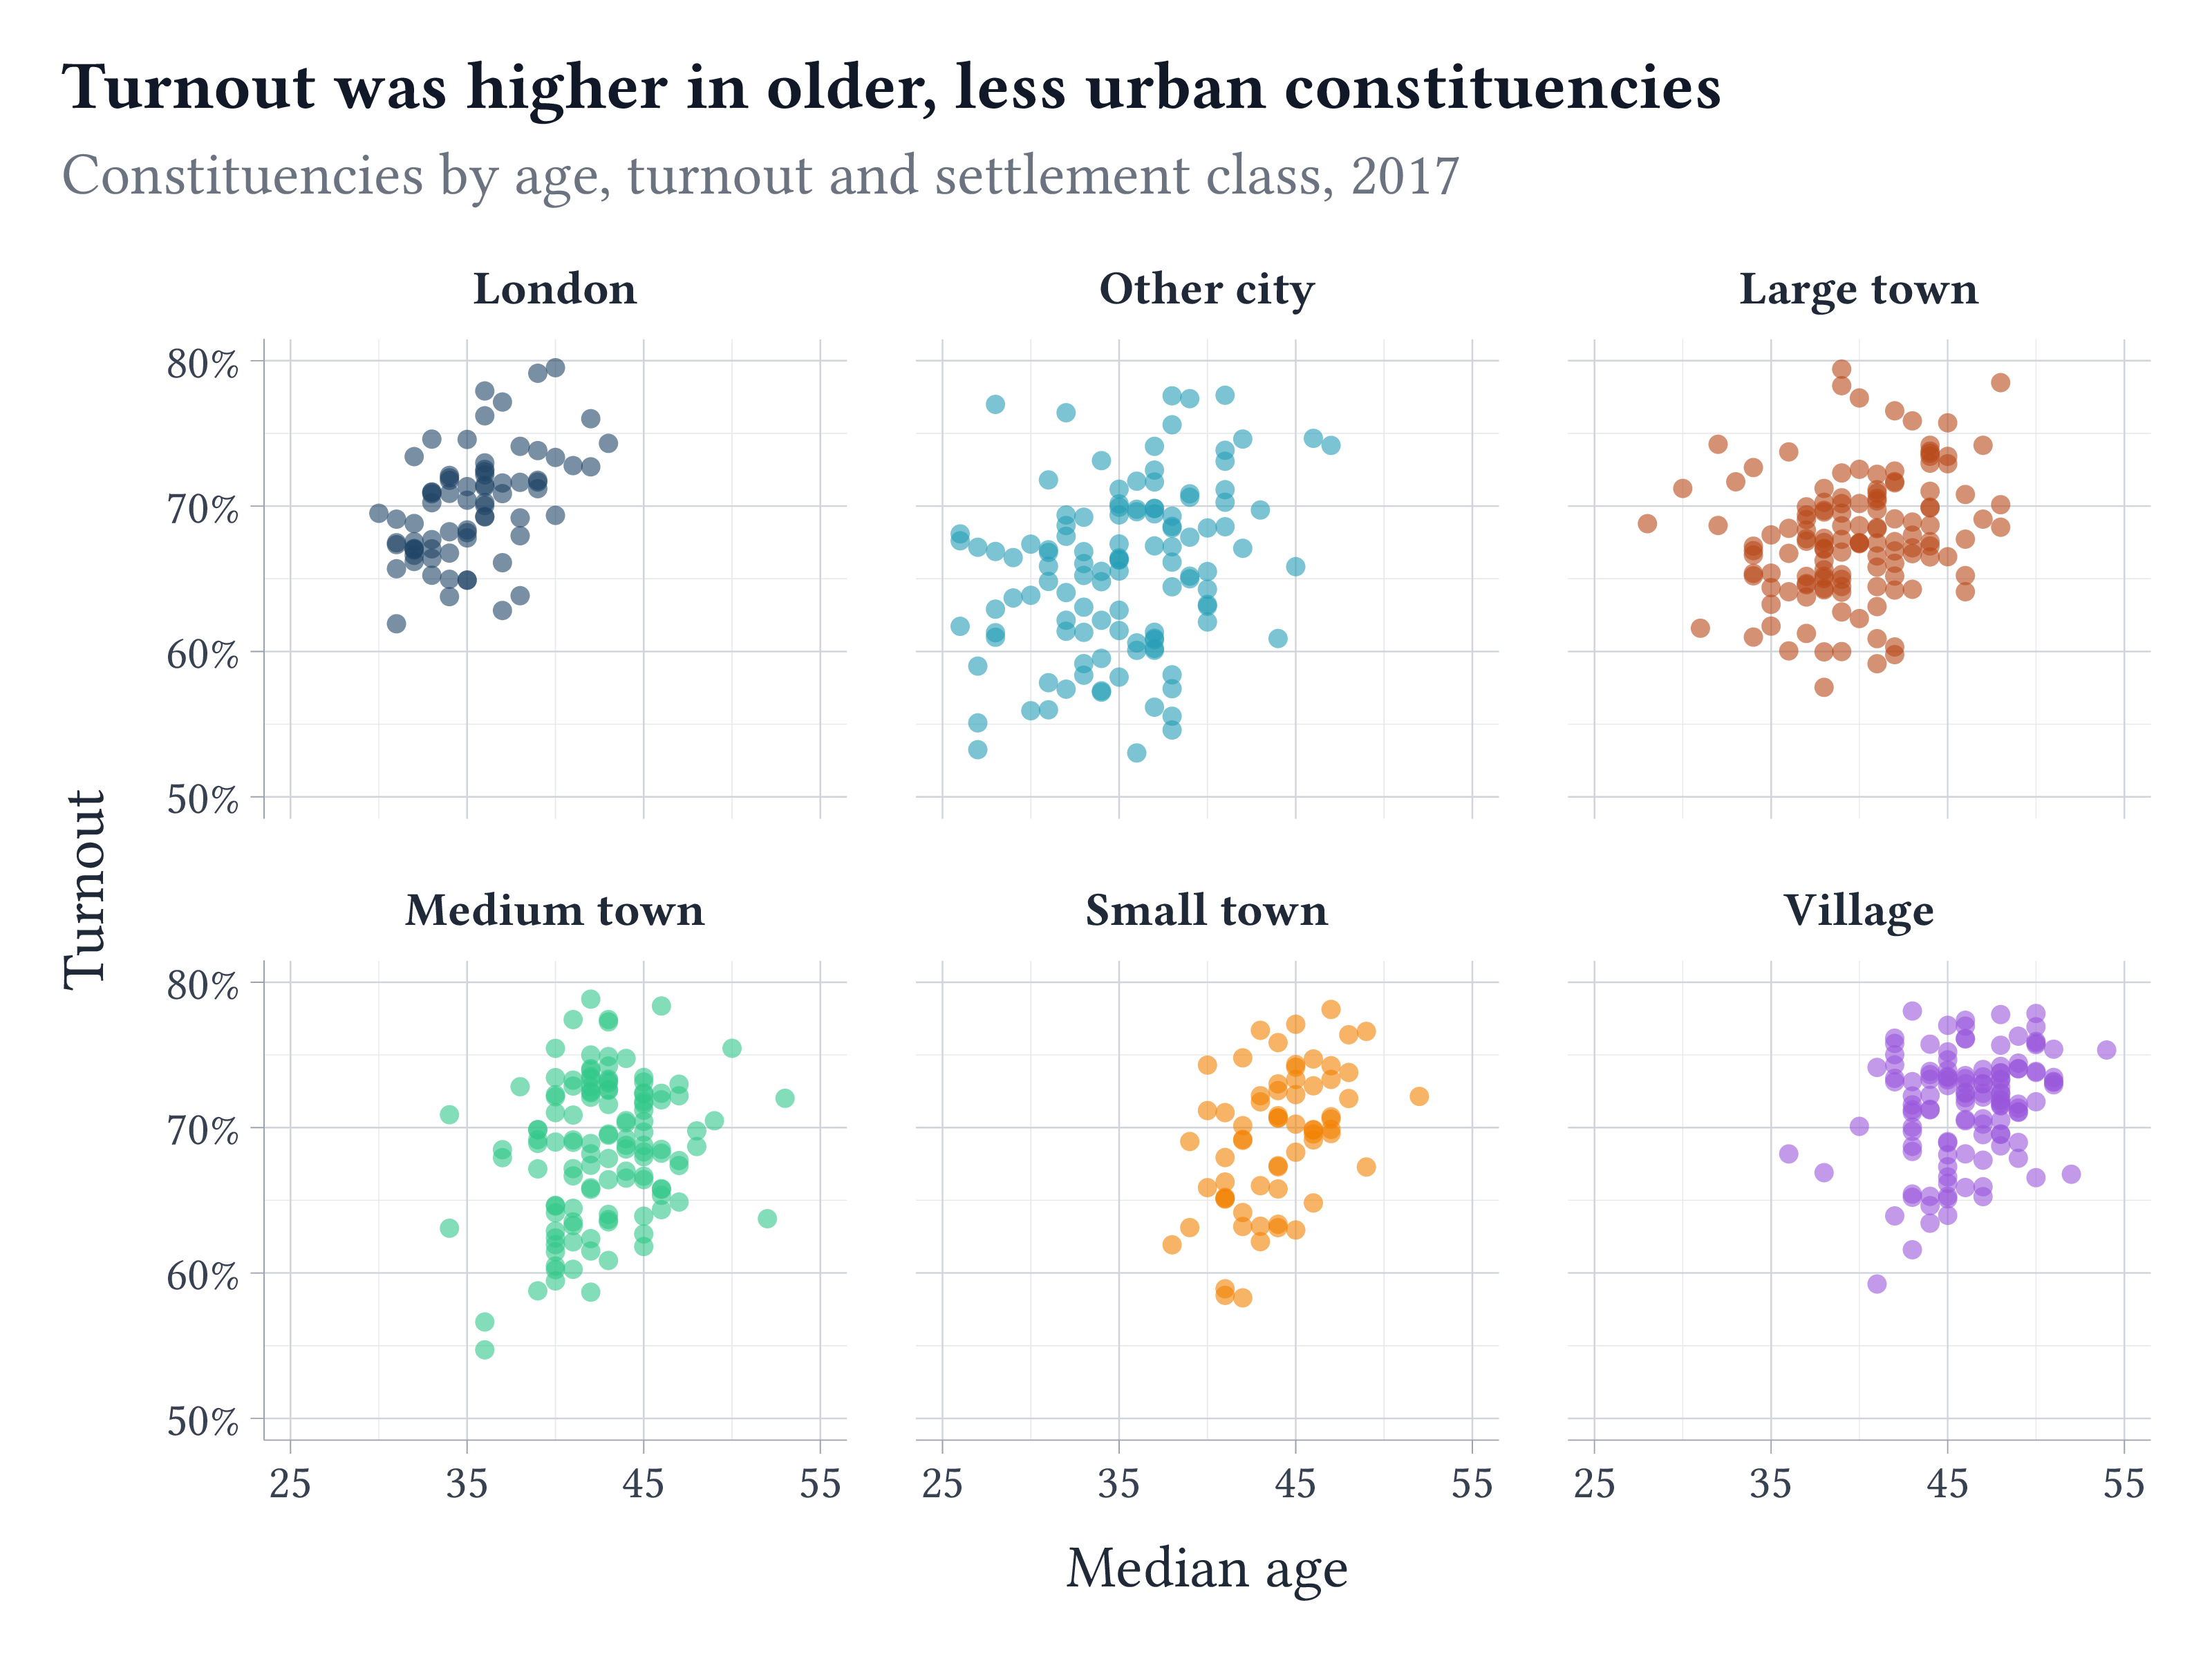 Turnout was higher in older, less urban constituencies
Constituencies by age, turnout and settlement class, 2017
London
Other city
Large town
80%
70%
60%
50%
Turnout
Medium town
Small town
Village
80%
70%
60%
50%
25 35 45 55 25 35 45 55 25 35 45 55
Median age